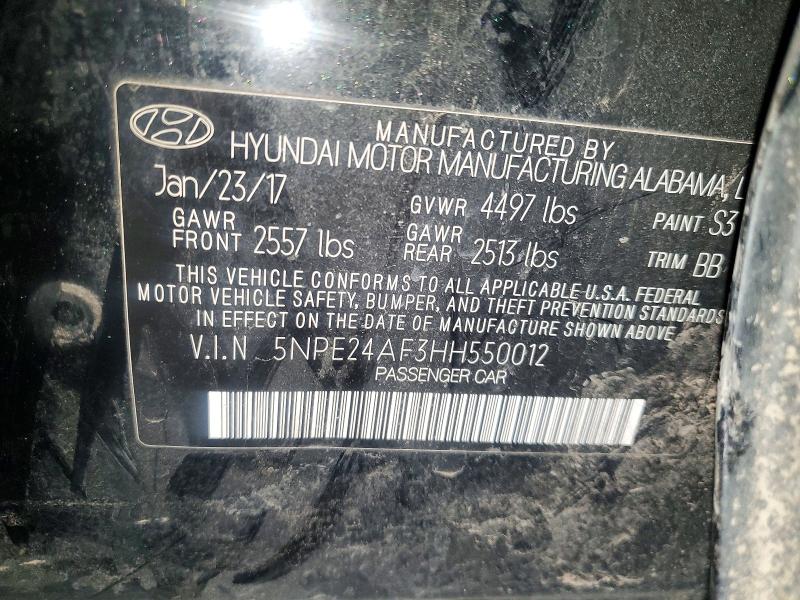 MANUFACTURED BY
HYUNDAI MOTOR MANUFACTURING ALABAMA,
Jan/23/17 GVWR 4497 lbs PAINT S3
GAWR FRONT 2557 lbs GAWR REAR 2513 lbs TRIM BB
THIS VEHICLE CONFORMS TO ALL APPLICABLE U.S.A. FEDERAL
MOTOR VEHICLE SAFETY, BUMPER, AND THEFT PREVENTION STANDARDS
IN EFFECT ON THE DATE OF MANUFACTURE SHOWN ABOVE
V.I.N 5NPE24AF3HH550012
PASSENGER CAR